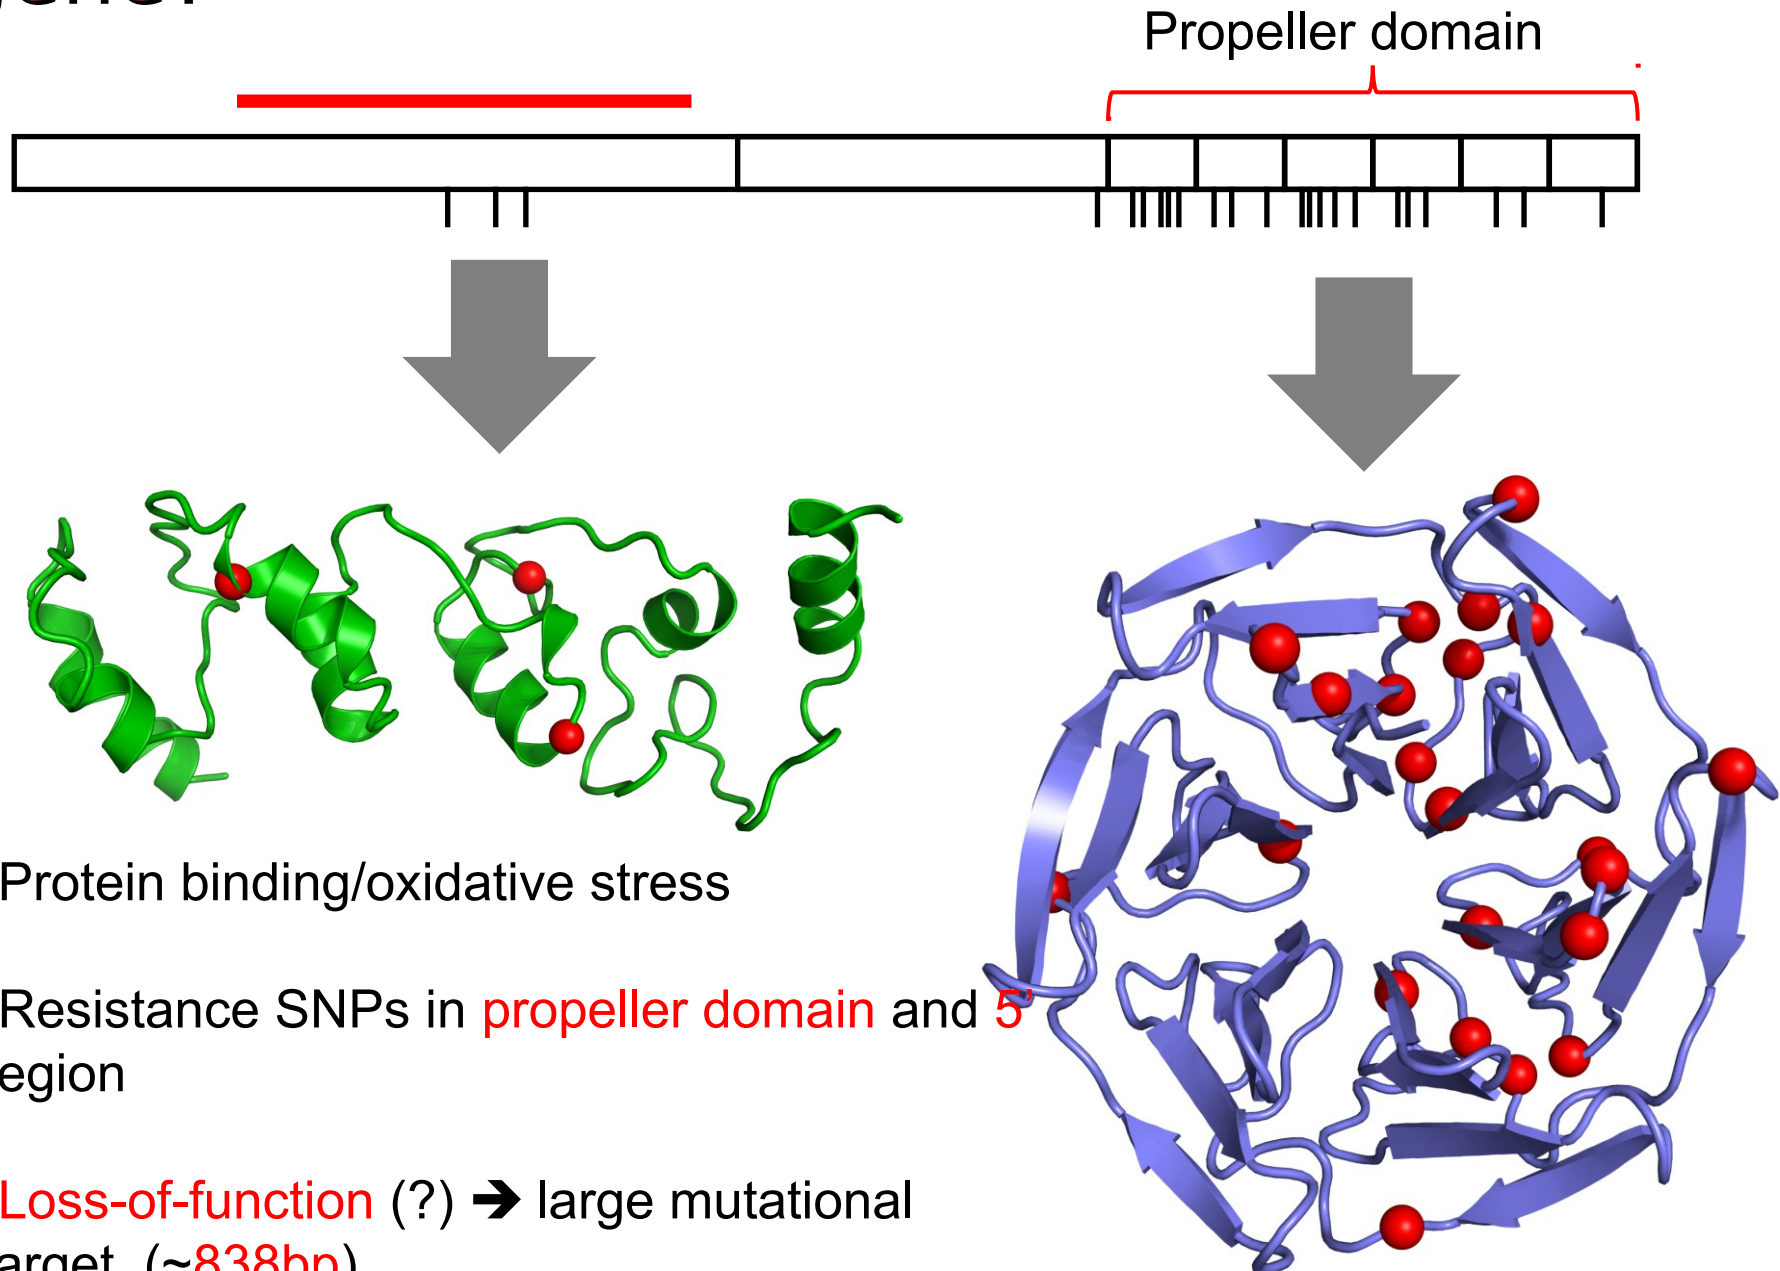 gene?
Propeller domain
Protein binding/oxidative stress
Resistance SNPs in propeller domain and 5'
egion
Loss-of-function (?) ➔ large mutational
arget (~838bp)